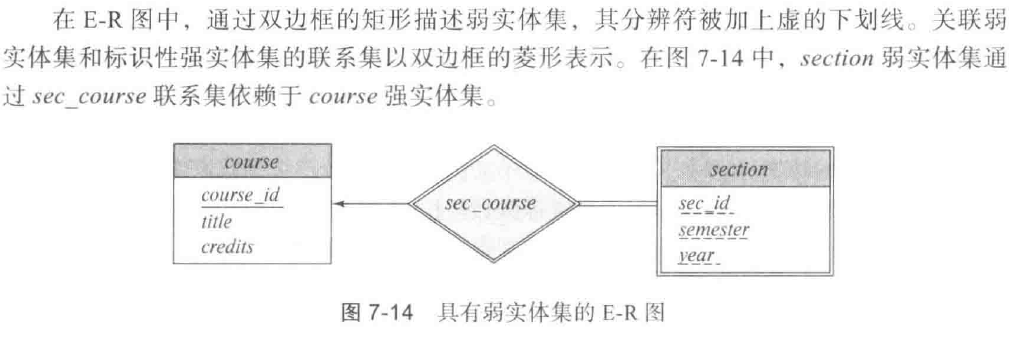 在 E-R 图中，通过双边框的矩形描述弱实体集，其分辨符被加上虚的下划线。关联弱
实体集和标识性强实体集的联系集以双边框的菱形表示。在图 7-14 中，section 弱实体集通
过 sec_course 联系集依赖于 course 强实体集。
course
course_id
title
credits
sec_course
section
sec_id
semester
year
图 7-14 具有弱实体集的 E-R 图